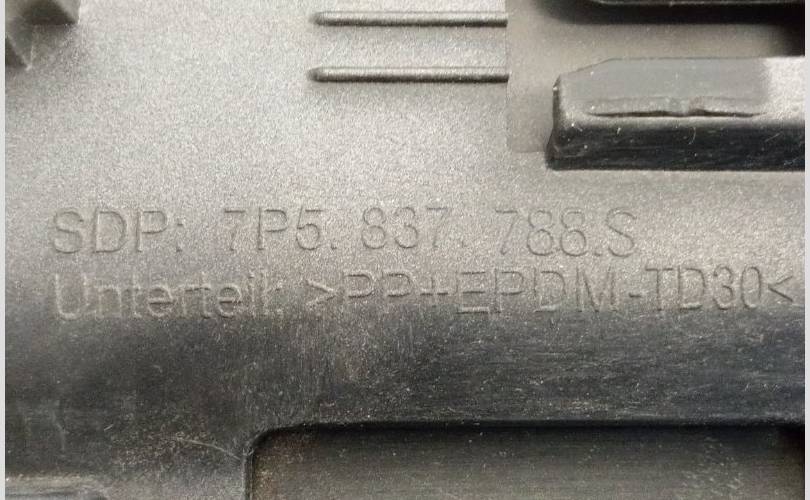 SDP: 7P5. 837. 788.S
Unterteil: >PP+EPDM-TD30<